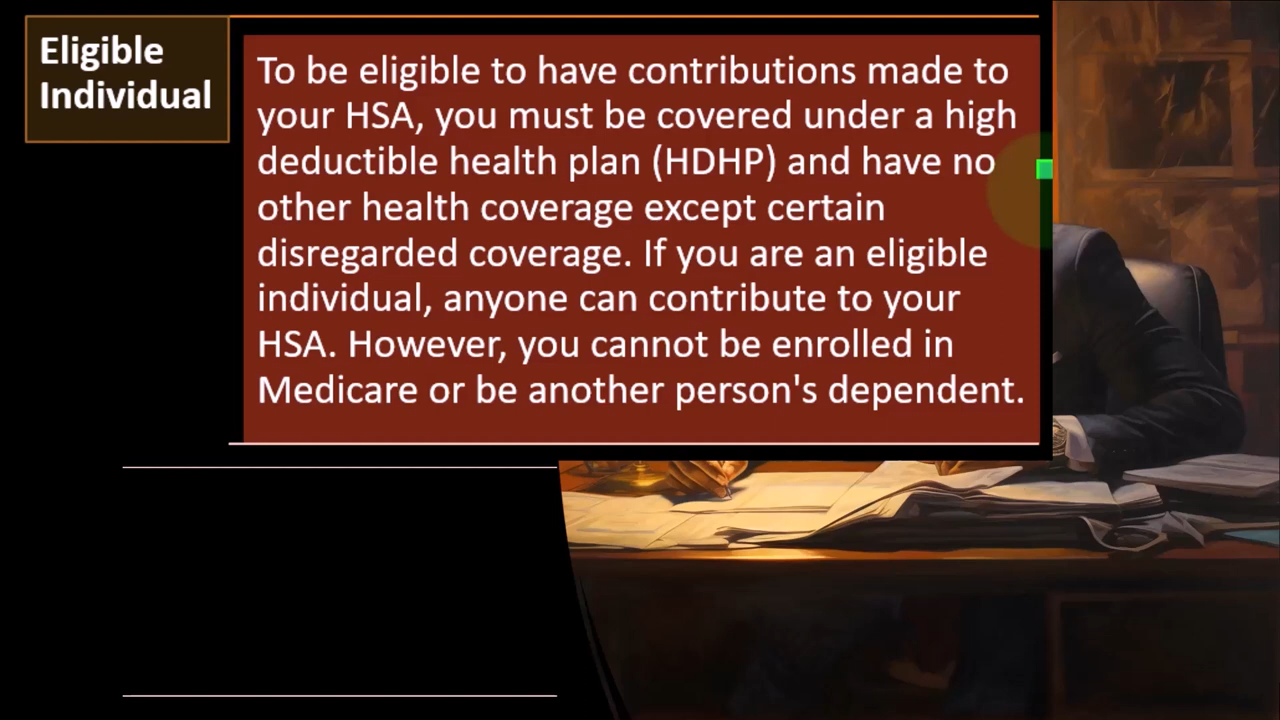 Eligible
Individual
To be eligible to have contributions made to
your HSA, you must be covered under a high
deductible health plan (HDHP) and have no
other health coverage except certain
disregarded coverage. If you are an eligible
individual, anyone can contribute to your
HSA. However, you cannot be enrolled in
Medicare or be another person's dependent.